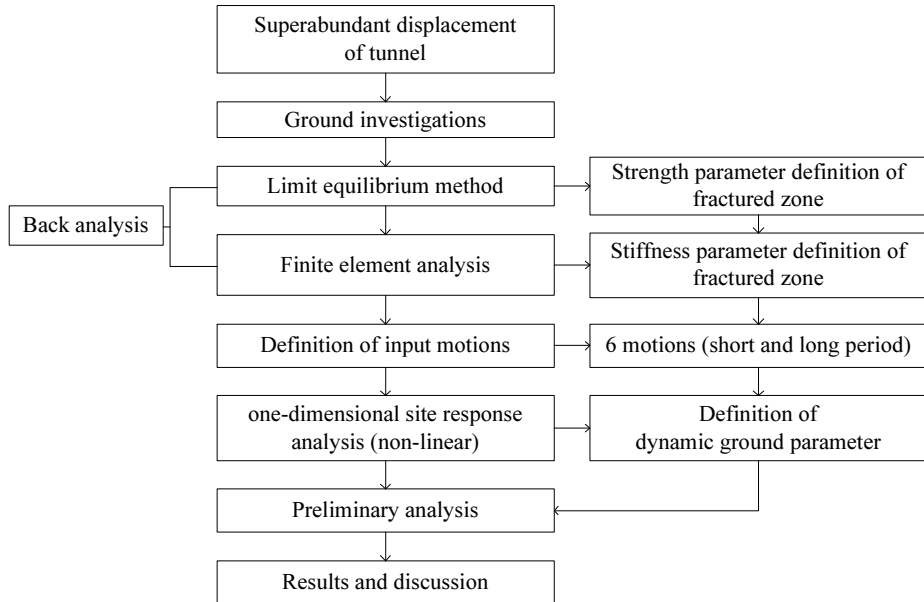 Superabundant displacement
of tunnel
Ground investigations
Limit equilibrium method
Strength parameter definition of
fractured zone
Back analysis
Finite element analysis
Stiffness parameter definition of
fractured zone
Definition of input motions
6 motions (short and long period)
one-dimensional site response
analysis (non-linear)
Definition of
dynamic ground parameter
Preliminary analysis
Results and discussion